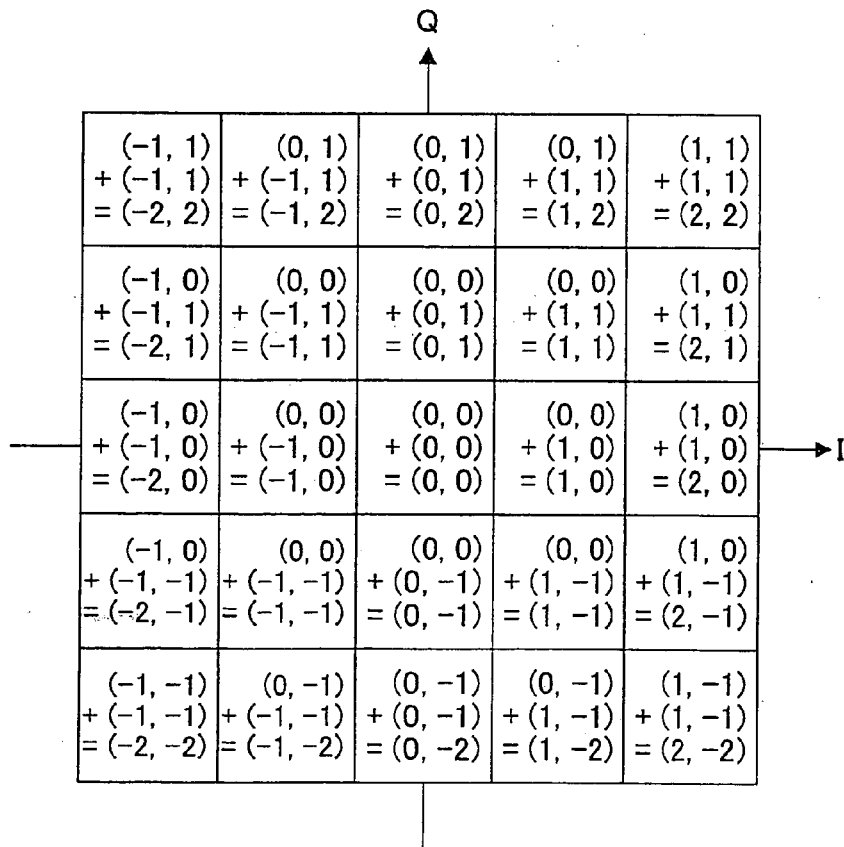 Q
(−1, 1) (0, 1) (0, 1) (0, 1) (1, 1)
+ (−1, 1) + (−1, 1) + (0, 1) + (1, 1) + (1, 1)
= (−2, 2) = (−1, 2) = (0, 2) = (1, 2) = (2, 2)
(−1, 0) (0, 0) (0, 0) (0, 0) (1, 0)
+ (−1, 1) + (−1, 1) + (0, 1) + (1, 1) + (1, 1)
= (−2, 1) = (−1, 1) = (0, 1) = (1, 1) = (2, 1)
(−1, 0) (0, 0) (0, 0) (0, 0) (1, 0)
+ (−1, 0) + (−1, 0) + (0, 0) + (1, 0) + (1, 0)
= (−2, 0) = (−1, 0) = (0, 0) = (1, 0) = (2, 0)
I
(−1, 0) (0, 0) (0, 0) (0, 0) (1, 0)
+ (−1, −1) + (−1, −1) + (0, −1) + (1, −1) + (1, −1)
= (−2, −1) = (−1, −1) = (0, −1) = (1, −1) = (2, −1)
(−1, −1) (0, −1) (0, −1) (0, −1) (1, −1)
+ (−1, −1) + (−1, −1) + (0, −1) + (1, −1) + (1, −1)
= (−2, −2) = (−1, −2) = (0, −2) = (1, −2) = (2, −2)